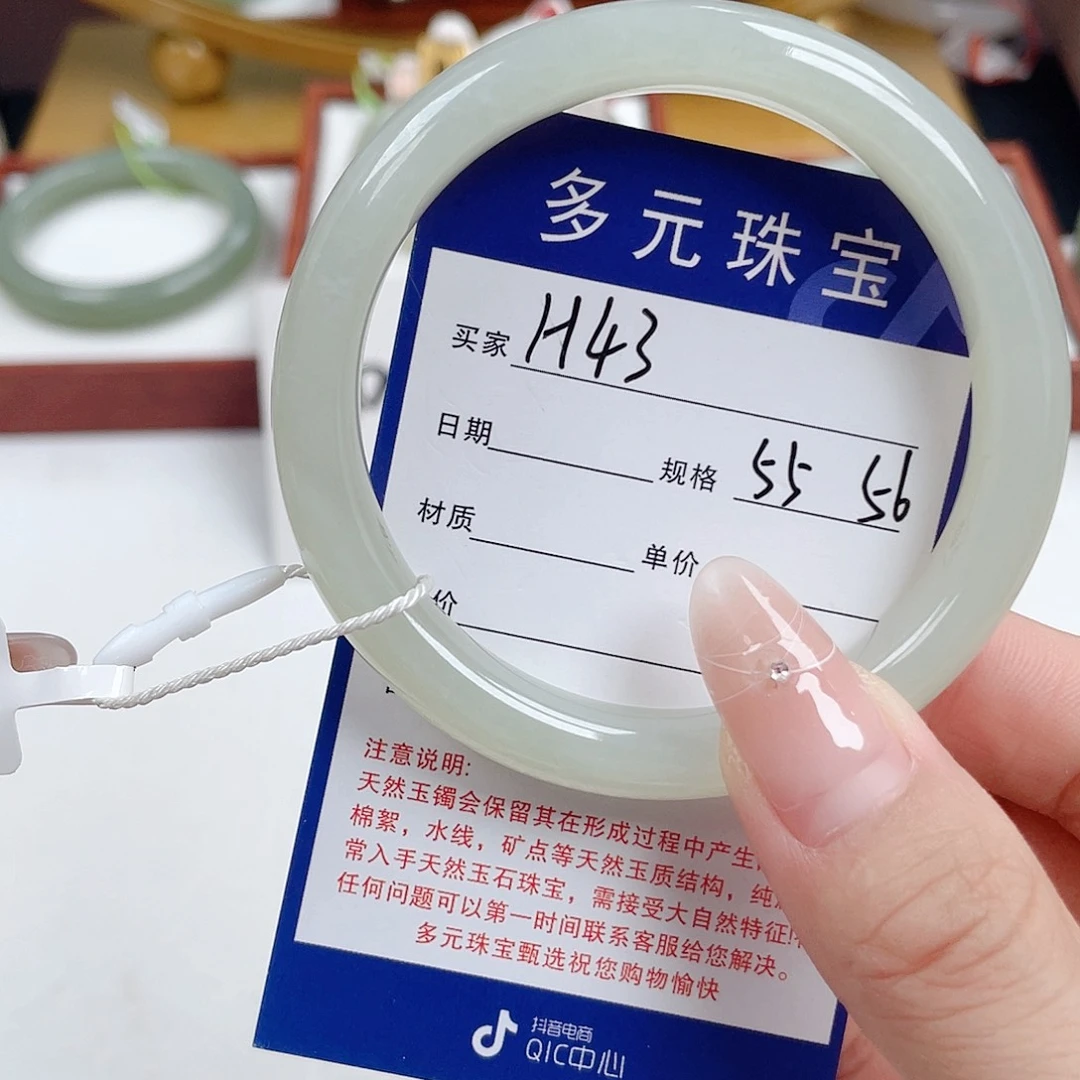 多元珠宝
买家 H43
日期 规格 55 56
材质 单价
价
注意说明:
天然玉镯会保留其在形成过程中产生
棉絮，水线，矿点等天然玉质结构，纯
常入手天然玉石珠宝，需接受大自然特征!
任何问题可以第一时间联系客服给您解决。
多元珠宝甄选祝您购物愉快
抖音电商
QIC中心